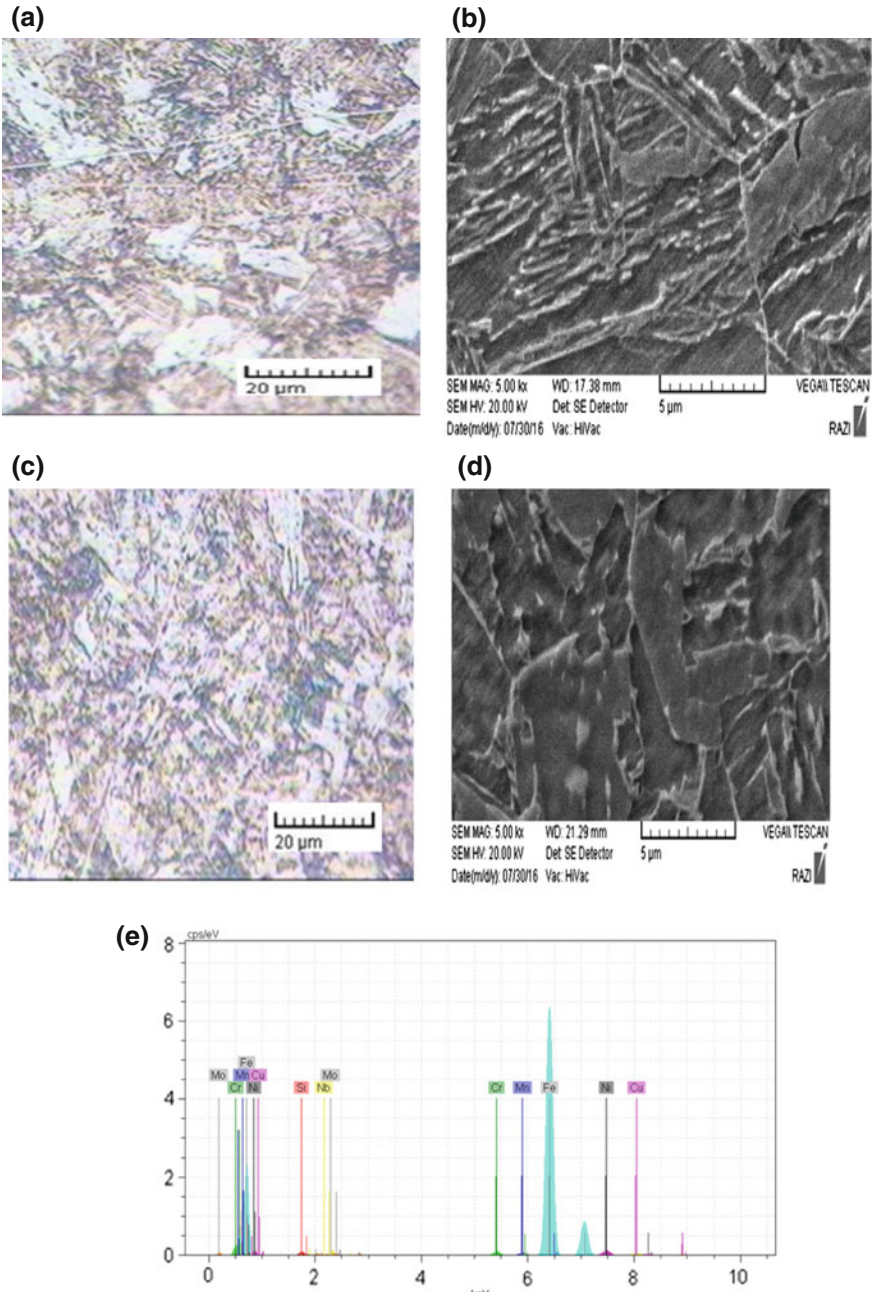 (a)
(b)
20 µm
SEM MAG: 5.00 kx WD: 17.38 mm
SEM HV: 20.00 kV Det: SE Detector
Date(m/d/y): 07/30/16 Vac: HiVac
5 µm
VEGA\\ TESCAN
RAZI
(c)
(d)
20 µm
SEM MAG: 5.00 kx WD: 21.29 mm
SEM HV: 20.00 kV Det: SE Detector
Date(m/d/y): 07/30/16 Vac: HiVac
5 µm
VEGA\\ TESCAN
RAZI
(e)
cps/eV
8
6
4
2
0
Fe
Mo Mn Cu
Cr Ni
Mo
Si Nb
Cr Mn Fe Ni Cu
0 2 4 6 8 10